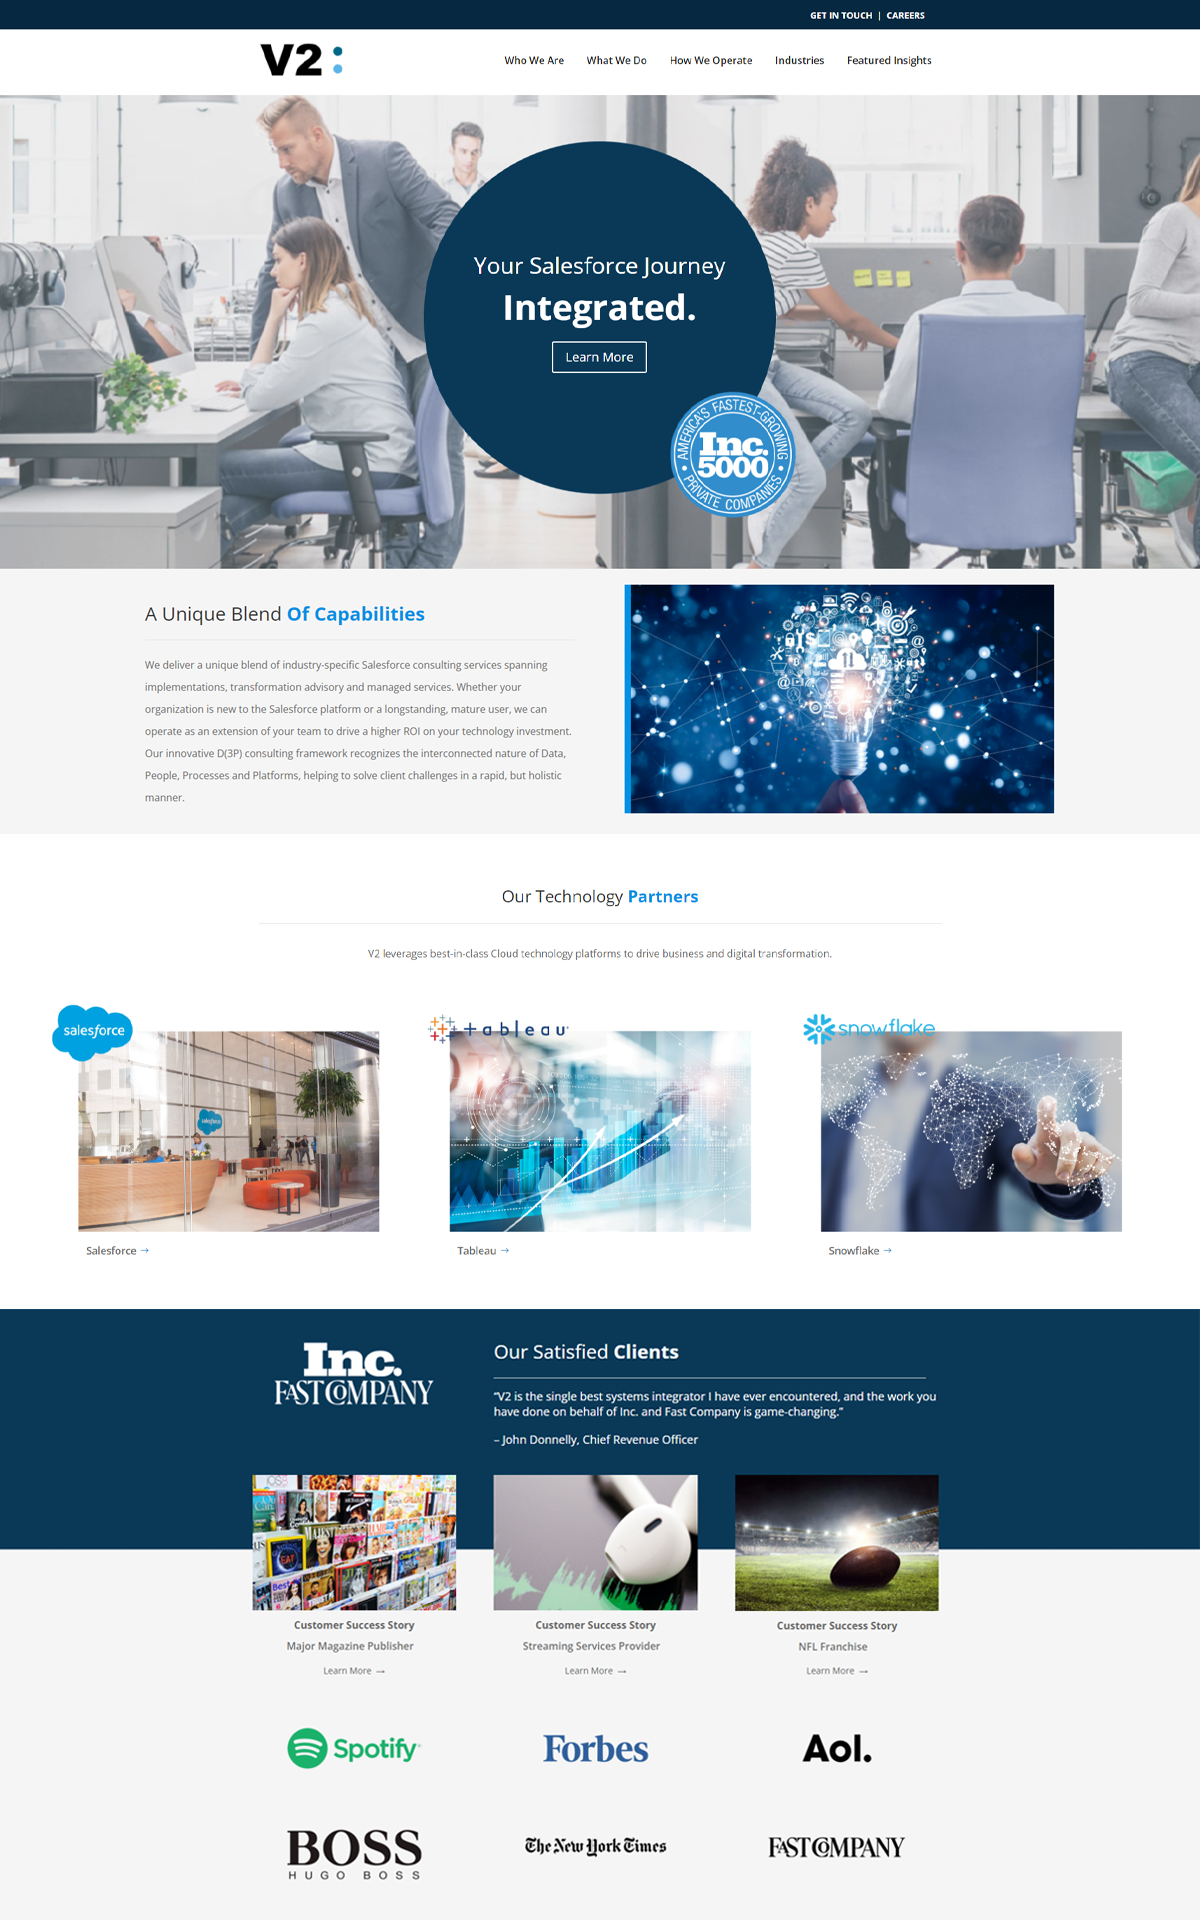 GET IN TOUCH | CAREERS
V2:
Who We Are
What We Do
How We Operate
Industries
Featured Insights
Your Salesforce Journey
Integrated.
Learn More
AMERICA'S FASTEST-GROWING
Inc.
5000
PRIVATE COMPANIES
A Unique Blend Of Capabilities
We deliver a unique blend of industry-specific Salesforce consulting services spanning
implementations, transformation advisory and managed services. Whether your
organization is new to the Salesforce platform or a longstanding, mature user, we can
operate as an extension of your team to drive a higher ROI on your technology investment.
Our innovative D(3P) consulting framework recognizes the interconnected nature of Data,
People, Processes and Platforms, helping to solve client challenges in a rapid, but holistic
manner.
Our Technology Partners
V2 leverages best-in-class Cloud technology platforms to drive business and digital transformation.
salesforce
tableau
snowflake
salesforce
Salesforce →
Tableau →
Snowflake →
Inc.
FAST COMPANY
Our Satisfied Clients
“V2 is the single best systems integrator I have ever encountered, and the work you
have done on behalf of Inc. and Fast Company is game-changing.”
– John Donnelly, Chief Revenue Officer
MAJESTY
EAT
Customer Success Story
Major Magazine Publisher
Learn More →
Customer Success Story
Streaming Services Provider
Learn More →
Customer Success Story
NFL Franchise
Learn More →
Spotify
Forbes
Aol.
BOSS
HUGO BOSS
The New York Times
FAST COMPANY